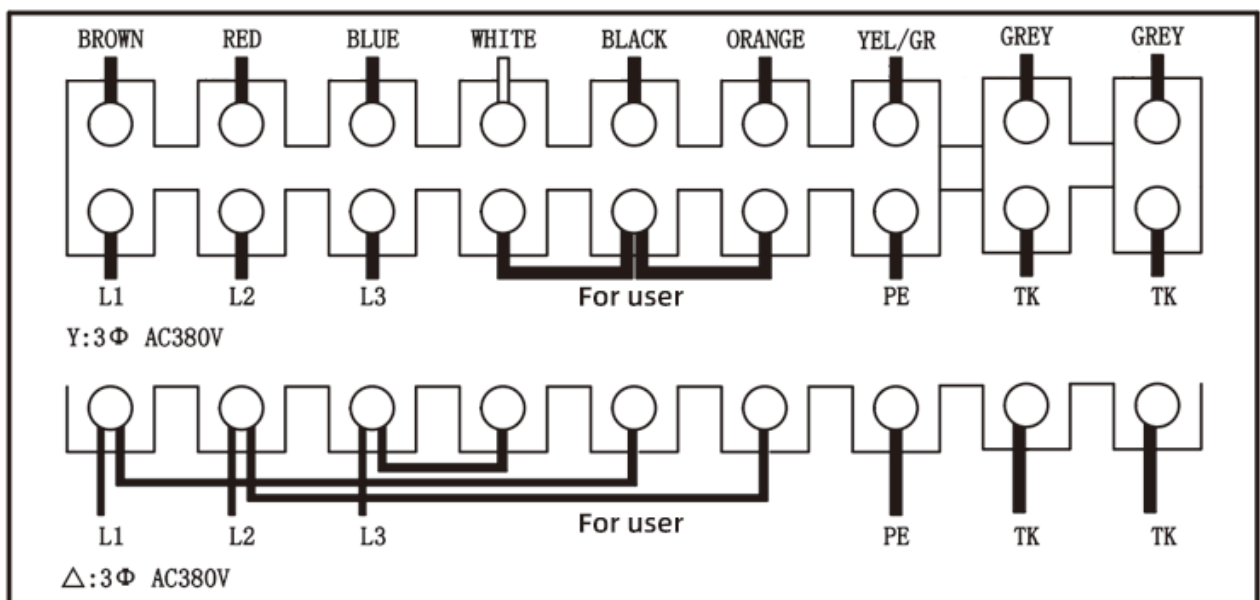 BROWN RED BLUE WHITE BLACK ORANGE YEL/GR GREY GREY
L1 L2 L3 For user PE TK TK
Y:3Φ AC380V
L1 L2 L3 For user PE TK TK
△:3Φ AC380V